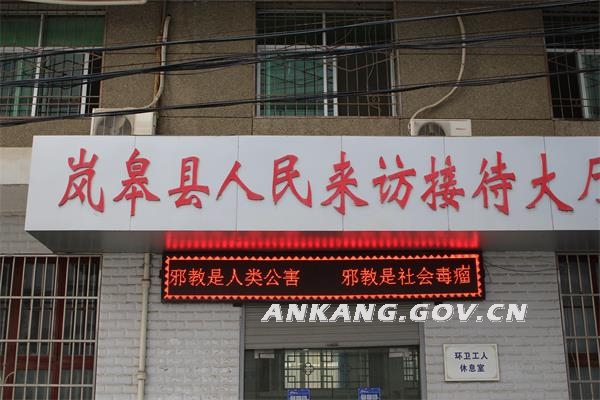 岚皋县人民来访接待大厅
邪教是人类公害 邪教是社会毒瘤
ANKANG.GOV.CN
环卫工人
休息室